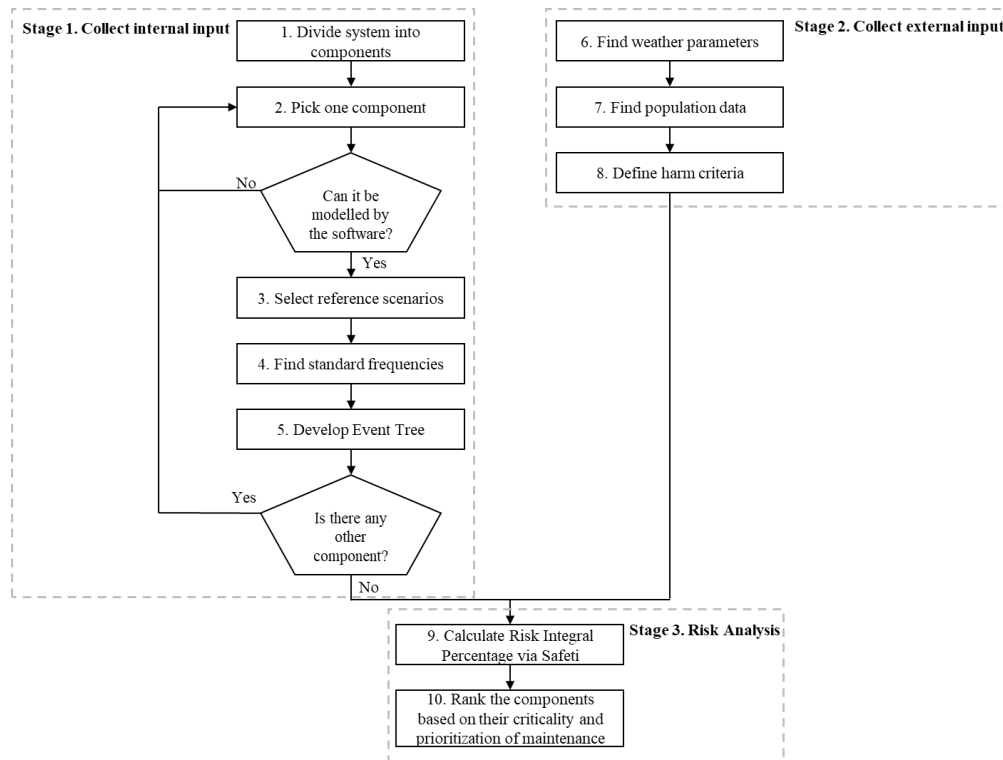 Stage 1. Collect internal input
1. Divide system into
components
2. Pick one component
No
Can it be
modelled by
the software?
Yes
3. Select reference scenarios
4. Find standard frequencies
5. Develop Event Tree
Yes
Is there any
other
component?
No
Stage 2. Collect external input
6. Find weather parameters
7. Find population data
8. Define harm criteria
Stage 3. Risk Analysis
9. Calculate Risk Integral
Percentage via Safeti
10. Rank the components
based on their criticality and
prioritization of maintenance